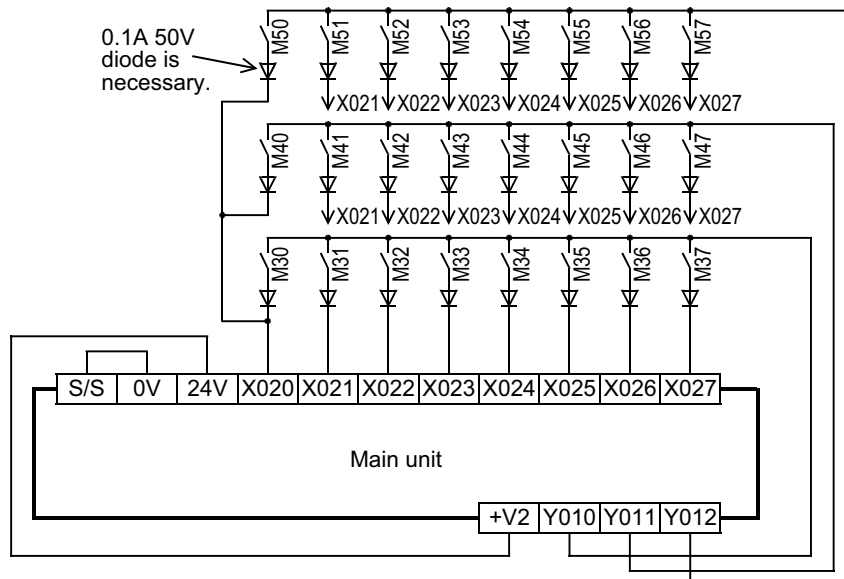 M50 M51 M52 M53 M54 M55 M56 M57
0.1A 50V
diode is
necessary.
X021 X022 X023 X024 X025 X026 X027
M40 M41 M42 M43 M44 M45 M46 M47
X021 X022 X023 X024 X025 X026 X027
M30 M31 M32 M33 M34 M35 M36 M37
S/S 0V 24V X020 X021 X022 X023 X024 X025 X026 X027
Main unit
+V2 Y010 Y011 Y012